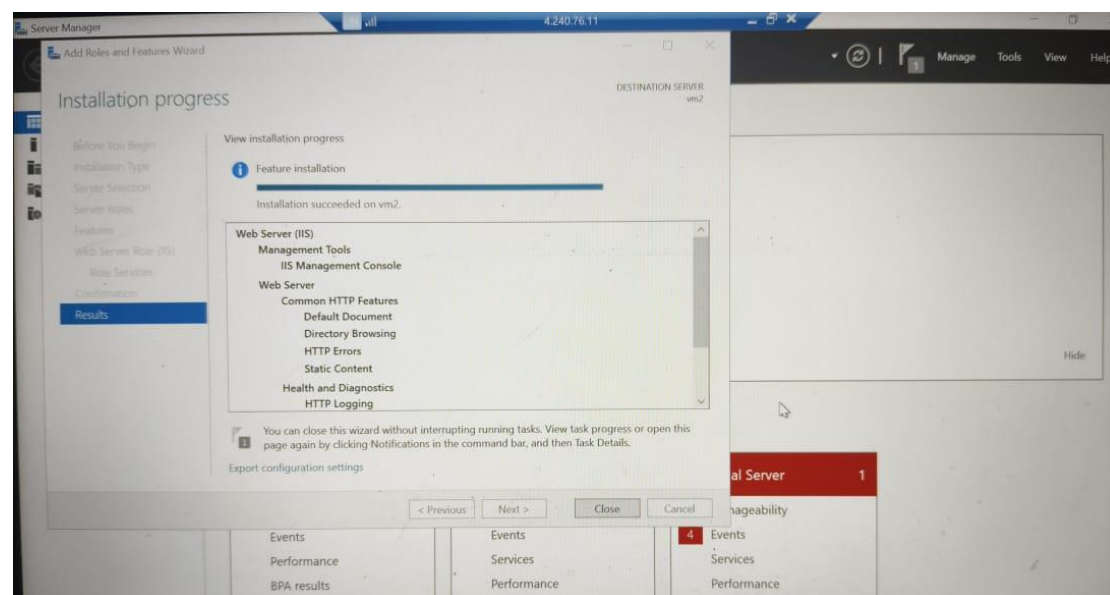 Server Manager
4.240.76.11
Add Roles and Features Wizard
Manage Tools View Help
1
Installation progress
DESTINATION SERVER
vm2
Before You Begin
Installation Type
Server Selection
Server Roles
Features
Web Server Role (IIS)
Role Services
Confirmation
Results
View installation progress
Feature installation
Installation succeeded on vm2.
Web Server (IIS)
Management Tools
IIS Management Console
Web Server
Common HTTP Features
Default Document
Directory Browsing
HTTP Errors
Static Content
Health and Diagnostics
HTTP Logging
Hide
1
You can close this wizard without interrupting running tasks. View task progress or open this
page again by clicking Notifications in the command bar, and then Task Details.
Export configuration settings
< Previous Next > Close Cancel
al Server 1
nageability
Events Events 4 Events
Performance Services Services
BPA results Performance Performance